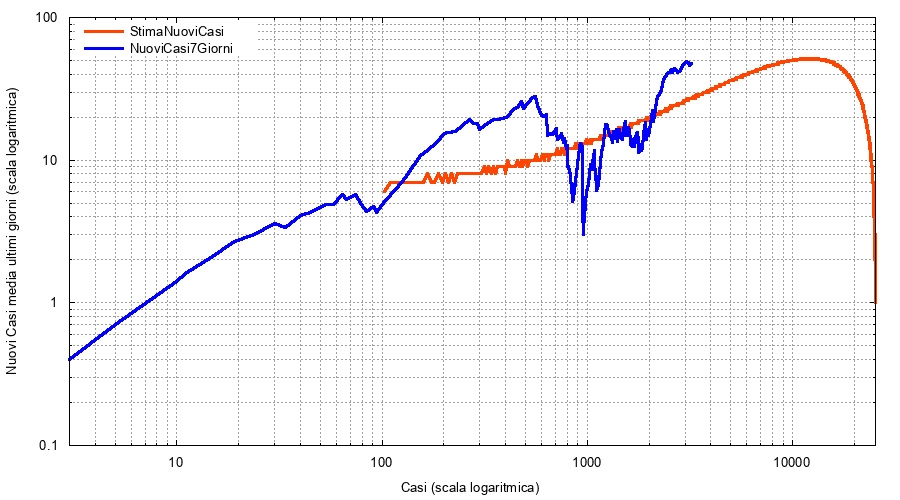 100
StimaNuoviCasi
NuoviCasi7Giorni
10
1
0.1
Nuovi Casi media ultimi giorni (scala logaritmica)
10
100
1000
10000
Casi (scala logaritmica)